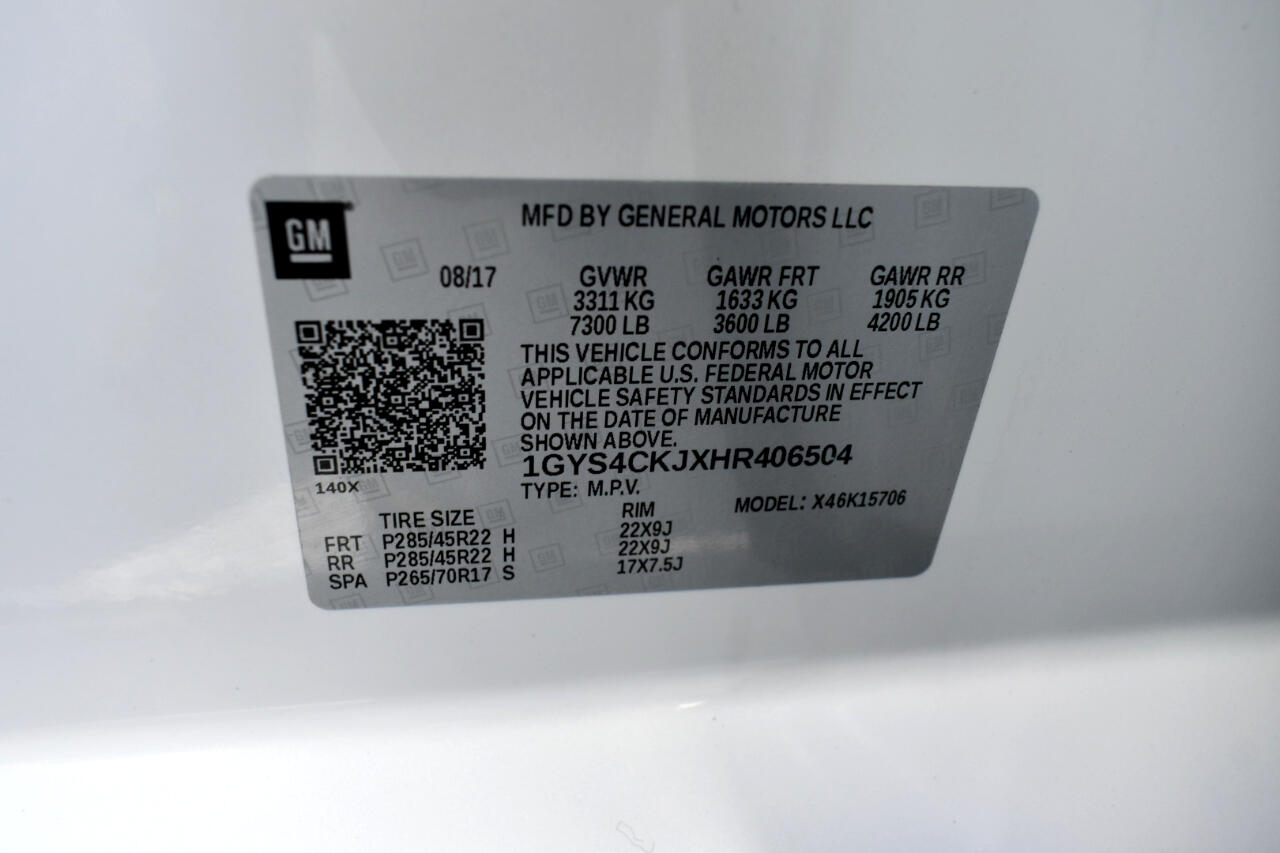 GM
MFD BY GENERAL MOTORS LLC
08/17 GVWR GAWR FRT GAWR RR
3311 KG 1633 KG 1905 KG
7300 LB 3600 LB 4200 LB
THIS VEHICLE CONFORMS TO ALL
APPLICABLE U.S. FEDERAL MOTOR
VEHICLE SAFETY STANDARDS IN EFFECT
ON THE DATE OF MANUFACTURE
SHOWN ABOVE.
1GYS4CKJXHR406504
140X
TYPE: M.P.V. MODEL: X46K15706
TIRE SIZE RIM
FRT P285/45R22 H 22X9J
RR P285/45R22 H 22X9J
SPA P265/70R17 S 17X7.5J